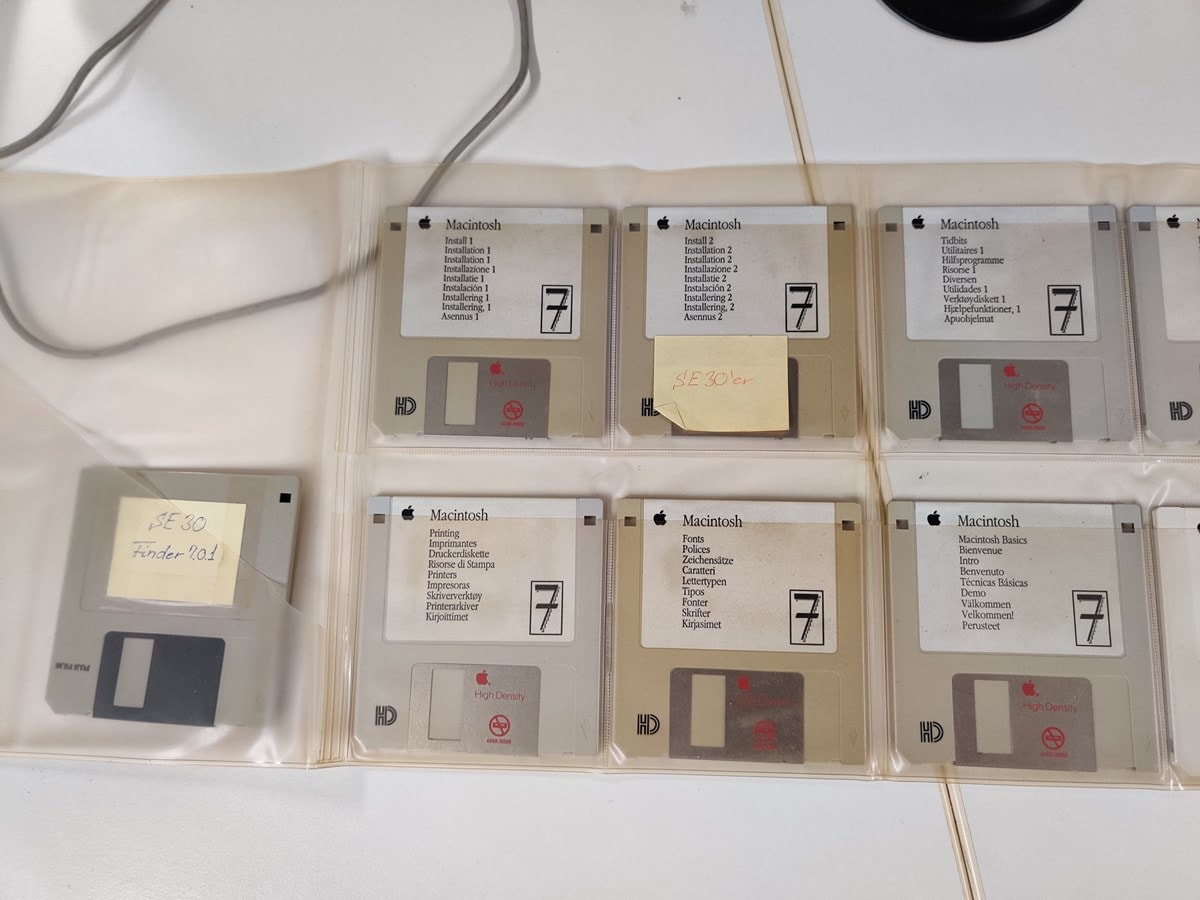 Macintosh
Install 1
Installation 1
Installation 1
Installazione 1
Installatie 1
Instalación 1
Installering 1
Installering, 1
Asennus 1
7
High Density
HD
Macintosh
Install 2
Installation 2
Installation 2
Installazione 2
Installatie 2
Instalación 2
Installering 2
Installering, 2
Asennus 2
7
SE 30'er
HD
Macintosh
Tidbits
Utilitaires 1
Hilfsprogramme
Risorse 1
Diversen
Utilidades 1
Verktøydiskett 1
Hjælpefunktioner, 1
Apuohjelmat
7
High Density
HD
HD
SE 30
Finder 7.0.1
FUJI FILM
Macintosh
Printing
Imprimantes
Druckerdiskette
Risorse di Stampa
Printers
Impresoras
Skriververktøy
Printerarkiver
Kirjoittimet
7
High Density
HD
Macintosh
Fonts
Polices
Zeichensätze
Caratteri
Lettertypen
Tipos
Fonter
Skrifter
Kirjasimet
7
High Density
HD
Macintosh
Macintosh Basics
Bienvenue
Intro
Benvenuto
Técnicas Básicas
Demo
Välkommen
Velkommen!
Perusteet
7
High Density
HD